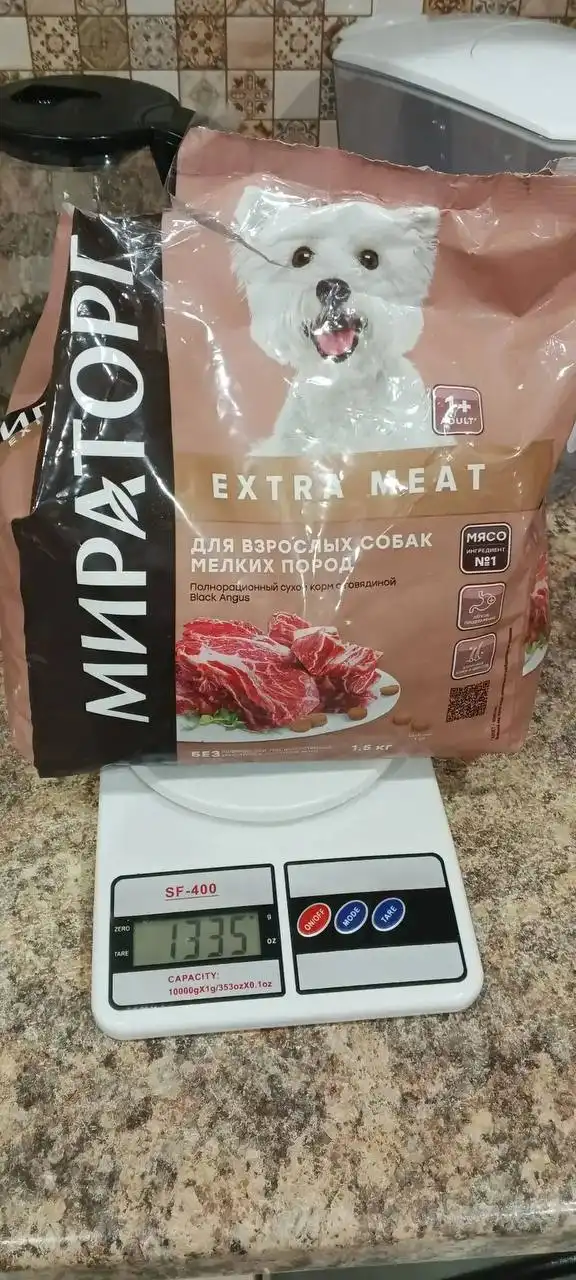 МИРАТОРГ
1+
ADULT
EXTRA MEAT
МЯСО
ИНГРЕДИЕНТ
№1
ДЛЯ ВЗРОСЛЫХ СОБАК
МЕЛКИХ ПОРОД
Полнорационный сухой корм с говядиной
Black Angus
БЕЗ
1.5 кг
SF-400
ZERO
TARE
1335
g
OZ
CAPACITY:
10000gX1g/353ozX0.1oz
ON/OFF
MODE
TARE